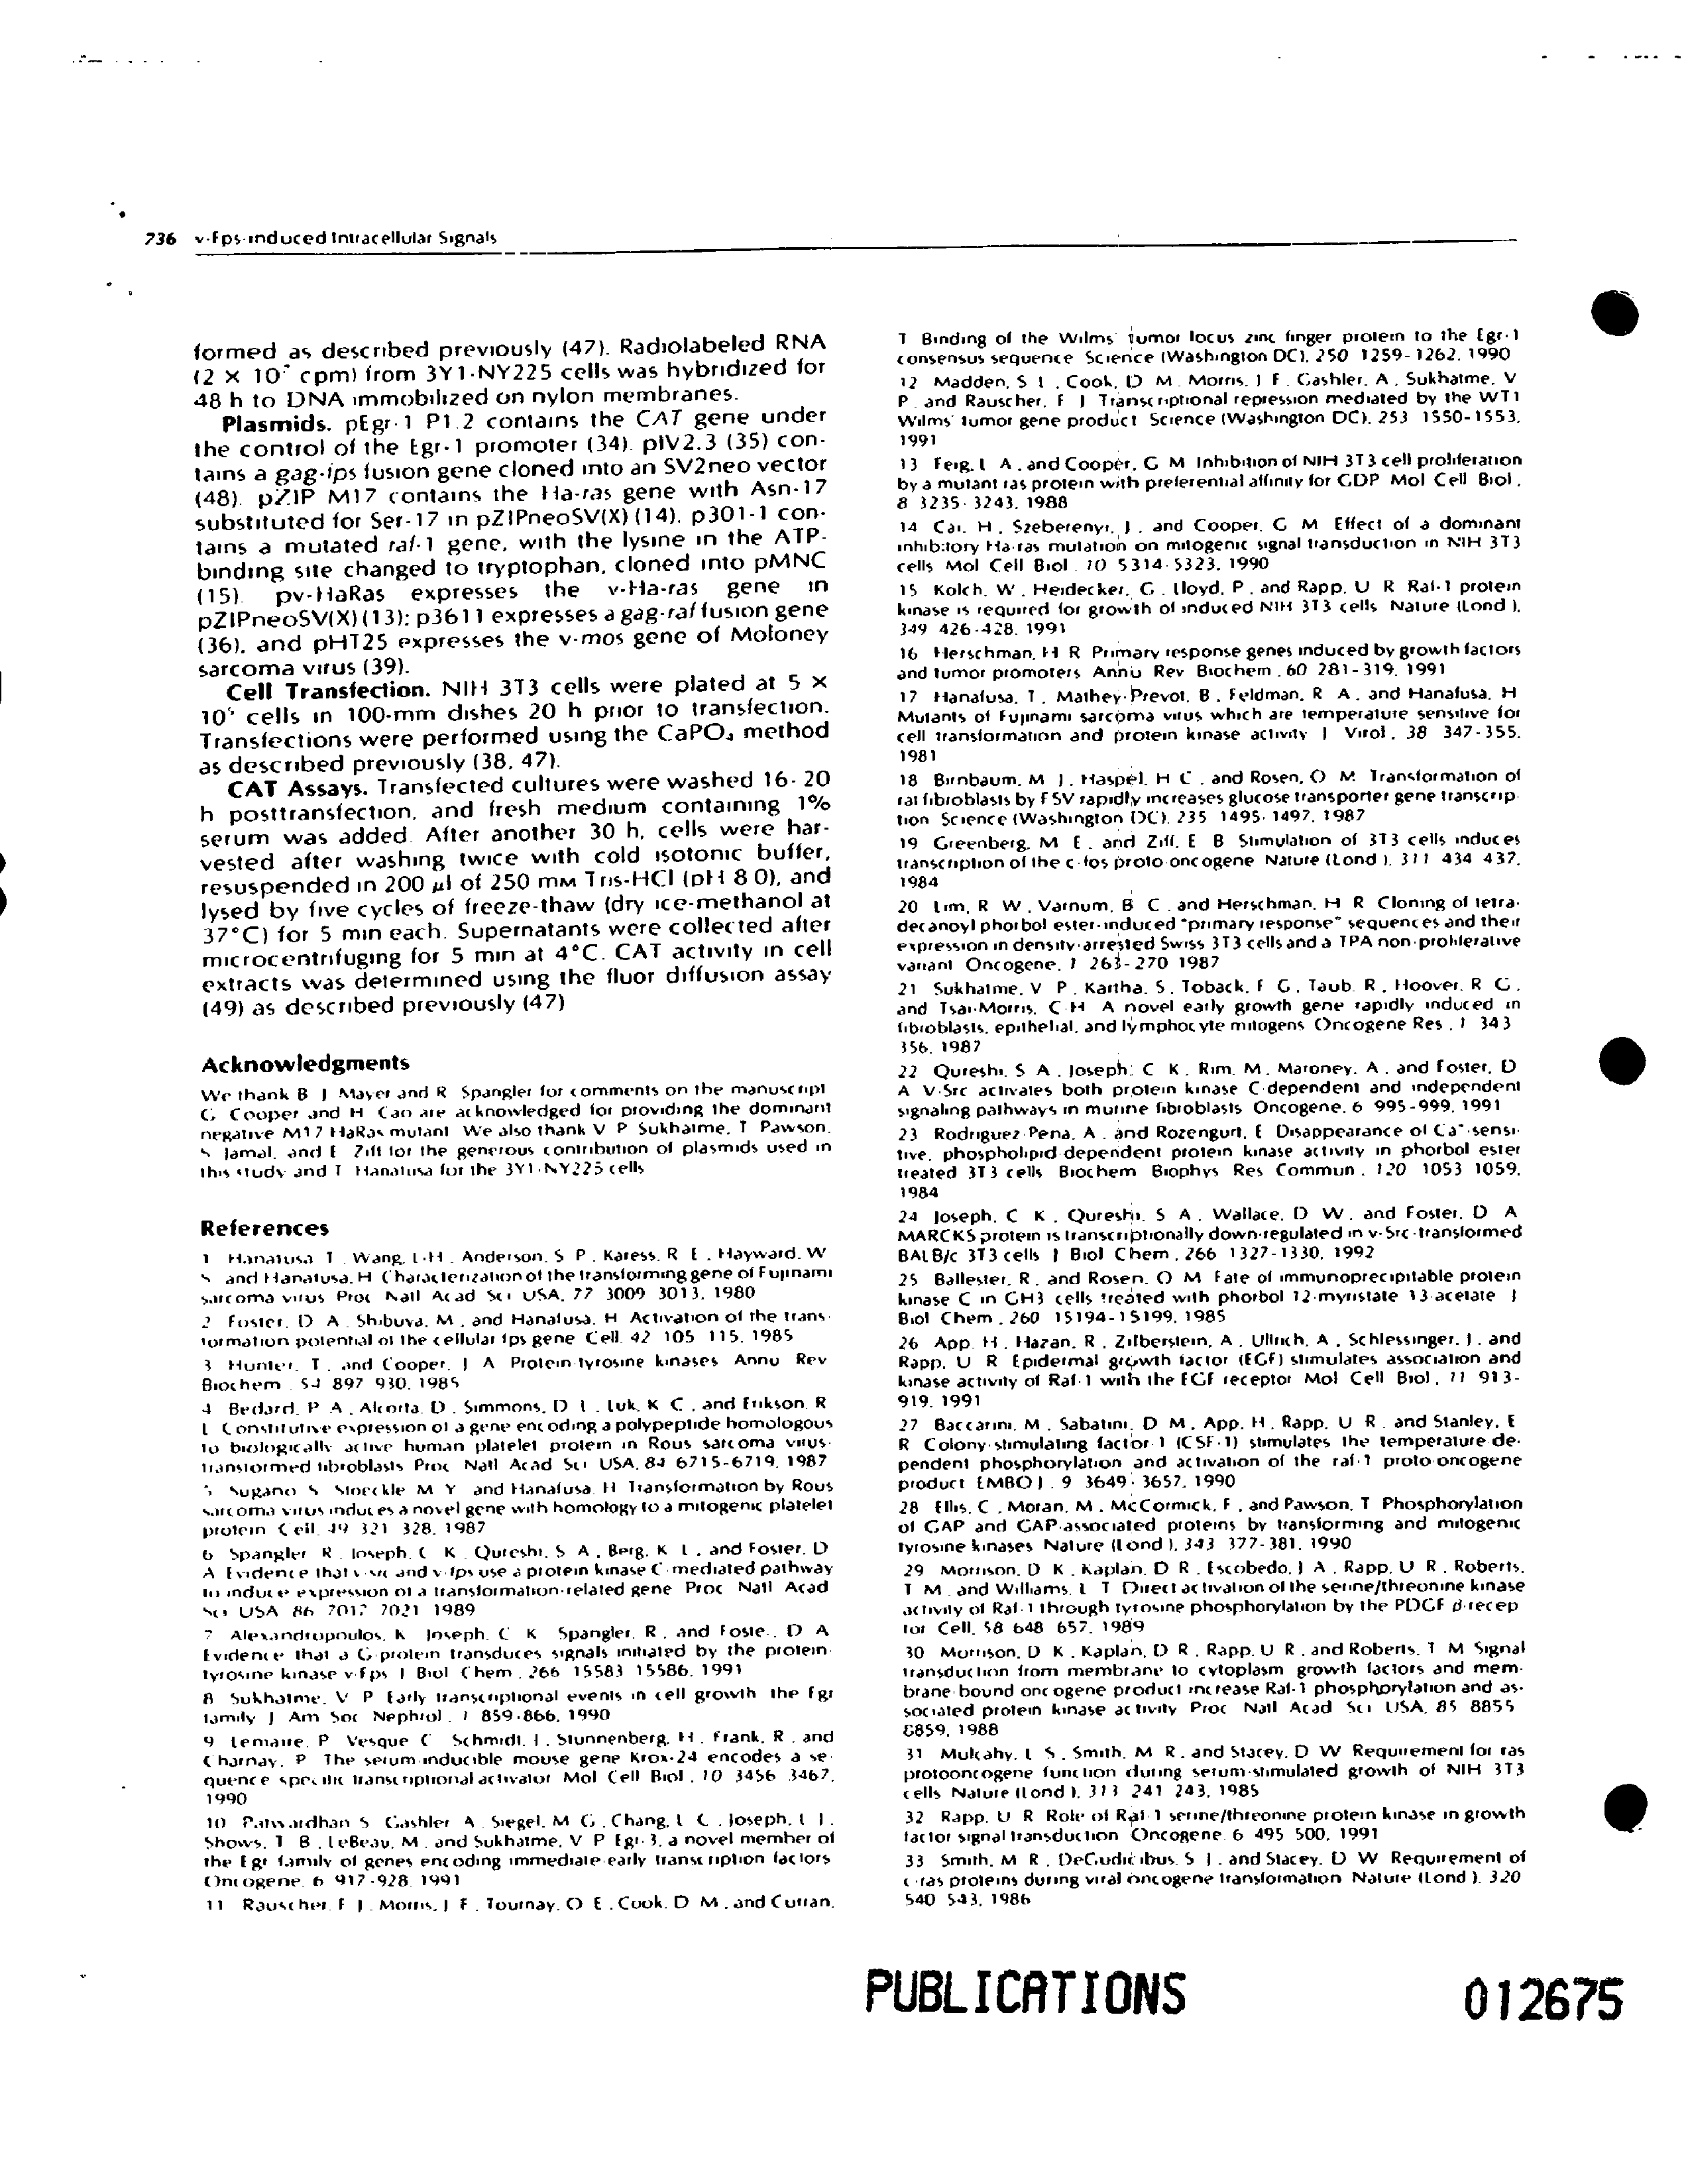 736 v-Fps-induced Intracellular Signals
formed as described previously (47). Radiolabeled RNA
(2 × 10 cpm) from 3Y1-NY225 cells was hybridized for
48 h to DNA immobilized on nylon membranes.
Plasmids. pEgr-1 P1.2 contains the CAT gene under
the control of the Egr-1 promoter (34). pIV2.3 (35) con-
tains a gag-fps fusion gene cloned into an SV2neo vector
(48). pZIP M17 contains the Ha-ras gene with Asn-17
substituted for Ser-17 in pZIPneoSV(X) (14). p301-1 con-
tains a mutated raf-1 gene, with the lysine in the ATP-
binding site changed to tryptophan, cloned into pMNC
(15). pv-HaRas expresses the v-Ha-ras gene in
pZIPneoSV(X) (13); p3611 expresses a gag-raf fusion gene
(36), and pHT25 expresses the v-mos gene of Moloney
sarcoma virus (39).
Cell Transfection. NIH 3T3 cells were plated at 5 ×
10⁵ cells in 100-mm dishes 20 h prior to transfection.
Transfections were performed using the CaPO₄ method
as described previously (38, 47).
CAT Assays. Transfected cultures were washed 16-20
h posttransfection, and fresh medium containing 1%
serum was added. After another 30 h, cells were har-
vested after washing twice with cold isotonic buffer,
resuspended in 200 μl of 250 mM Tris-HCl (pH 8.0), and
lysed by five cycles of freeze-thaw (dry ice-methanol at
37°C) for 5 min each. Supernatants were collected after
microcentrifuging for 5 min at 4°C. CAT activity in cell
extracts was determined using the fluor diffusion assay
(49) as described previously (47)
Acknowledgments
We thank B. J. Mayer and R. Spangler for comments on the manuscript.
G. Cooper and H. Cao are acknowledged for providing the dominant
negative M17 HaRas mutant. We also thank V. P. Sukhatme, T. Pawson,
S. Jamal, and E. Ziff for the generous contribution of plasmids used in
this study and T. Hanafusa for the 3Y1-NY225 cells
References
1 Hanafusa, T., Wang, L-H., Anderson, S. P., Karess, R. E., Hayward, W.
S., and Hanafusa, H. Characterization of the transforming gene of Fujinami
sarcoma virus. Proc. Natl. Acad. Sci. USA, 77 3009 3013, 1980
2 Foster, D. A., Shibuya, M., and Hanafusa, H. Activation of the trans-
formation potential of the cellular fps gene. Cell, 42 105 115, 1985
3 Hunter, T., and Cooper, J. A. Protein-tyrosine kinases. Annu. Rev.
Biochem., 54 897 930, 1985
4 Bedard, P. A., Alcorta, D., Simmons, D. L., Luk, K. C., and Erikson, R.
L. Constitutive expression of a gene encoding a polypeptide homologous
to biologically active human platelet protein in Rous sarcoma virus-
transformed fibroblasts. Proc. Natl. Acad. Sci. USA, 84 6715-6719, 1987
5 Sugano, S., Stoeckle, M. Y., and Hanafusa, H. Transformation by Rous
sarcoma virus induces a novel gene with homology to a mitogenic platelet
protein. Cell, 49 321 328, 1987
6 Spangler, R., Joseph, C. K., Qureshi, S. A., Berg, K. L., and Foster, D.
A. Evidence that v-src and v-fps use a protein kinase C-mediated pathway
to induce expression of a transformation-related gene. Proc. Natl. Acad.
Sci. USA, 86 7017 7021, 1989
7 Alexandropoulos, K., Joseph, C. K., Spangler, R., and Foste., D. A.
Evidence that a G-protein transduces signals initiated by the protein-
tyrosine kinase v-Fps. J. Biol. Chem., 266 15583 15586, 1991
8 Sukhatme, V. P. Early transcriptional events in cell growth: the Egr
family. J. Am. Soc. Nephrol., 1 859-866, 1990
9 Lemaire, P., Vesque, C., Schmidt, J., Stunnenberg, H., Frank, R., and
Charnay, P. The serum-inducible mouse gene Krox-24 encodes a se-
quence specific transcriptional activator. Mol. Cell. Biol., 10 3456 3467,
1990
10 Patwardhan, S., Gashler, A., Siegel, M. G., Chang, L. C., Joseph, L. J.,
Shows, T. B., LeBeau, M., and Sukhatme, V. P. Egr-3, a novel member of
the Egr family of genes encoding immediate-early transcription factors.
Oncogene, 6 917-928, 1991
11 Rauscher, F. J., Morris, J. F., Tournay, O. E., Cook, D. M., and Curran,
T. Binding of the Wilms' tumor locus zinc finger protein to the Egr-1
consensus sequence. Science (Washington DC), 250 1259-1262, 1990
12 Madden, S. L., Cook, D. M., Morris, J. F., Gashler, A., Sukhatme, V.
P., and Rauscher, F. J. Transcriptional repression mediated by the WT1
Wilms' tumor gene product. Science (Washington DC), 253 1550-1553,
1991
13 Feig, L. A., and Cooper, G. M. Inhibition of NIH 3T3 cell proliferation
by a mutant ras protein with preferential affinity for GDP. Mol. Cell. Biol.,
8 3235-3243, 1988
14 Cai, H., Szeberenyi, J., and Cooper, G. M. Effect of a dominant
inhibitory Ha-ras mutation on mitogenic signal transduction in NIH 3T3
cells. Mol. Cell. Biol., 10 5314-5323, 1990
15 Kolch, W., Heidecker, G., Lloyd, P., and Rapp, U. R. Raf-1 protein
kinase is required for growth of induced NIH 3T3 cells. Nature (Lond.),
349 426-428, 1991
16 Herschman, H. R. Primary response genes induced by growth factors
and tumor promoters. Annu. Rev. Biochem., 60 281-319, 1991
17 Hanafusa, T., Mathey-Prevot, B., Feldman, R. A., and Hanafusa, H.
Mutants of Fujinami sarcoma virus which are temperature sensitive for
cell transformation and protein kinase activity. J. Virol., 38 347-355,
1981
18 Birnbaum, M. J., Haspel, H. C., and Rosen, O. M. Transformation of
rat fibroblasts by FSV rapidly increases glucose transporter gene transcrip-
tion. Science (Washington DC), 235 1495-1497, 1987
19 Greenberg, M. E., and Ziff, E. B. Stimulation of 3T3 cells induces
transcription of the c-fos proto-oncogene. Nature (Lond.), 311 434 437,
1984
20 Lim, R. W., Varnum, B. C., and Herschman, H. R. Cloning of tetra-
decanoyl phorbol ester-induced "primary response" sequences and their
expression in density-arrested Swiss 3T3 cells and a TPA non-proliferative
variant. Oncogene, 1 263-270 1987
21 Sukhatme, V. P., Kartha, S., Toback, F. G., Taub, R., Hoover, R. G.,
and Tsai-Morris, C-H. A novel early growth gene rapidly induced in
fibroblasts, epithelial, and lymphocyte mitogens. Oncogene Res., 1 343
356, 1987
22 Qureshi, S. A., Joseph, C. K., Rim, M., Maroney, A., and Foster, D.
A. V-Src activates both protein kinase C-dependent and independent
signaling pathways in murine fibroblasts. Oncogene, 6 995-999, 1991
23 Rodriguez-Pena, A., and Rozengurt, E. Disappearance of Ca⁺-sensi-
tive, phospholipid-dependent protein kinase activity in phorbol ester
treated 3T3 cells. Biochem. Biophys. Res. Commun., 120 1053 1059,
1984
24 Joseph, C. K., Qureshi, S. A., Wallace, D. W., and Foster, D. A.
MARCKS protein is transcriptionally down-regulated in v-Src-transformed
BALB/c 3T3 cells. J. Biol. Chem., 266 1327-1330, 1992
25 Ballester, R., and Rosen, O. M. Fate of immunoprecipitable protein
kinase C in GH3 cells treated with phorbol 12-myristate 13-acetate. J.
Biol. Chem., 260 15194-15199, 1985
26 App, H., Hazan, R., Zilberstein, A., Ullrich, A., Schlessinger, J., and
Rapp, U. R. Epidermal growth factor (EGF) stimulates association and
kinase activity of Raf-1 with the EGF receptor. Mol. Cell. Biol., 11 913-
919, 1991
27 Baccarini, M., Sabatini, D. M., App, H., Rapp, U. R., and Stanley, E.
R. Colony-stimulating factor-1 (CSF-1) stimulates the temperature-de-
pendent phosphorylation and activation of the raf-1 proto-oncogene
product. EMBO J., 9 3649-3657, 1990
28 Ellis, C., Moran, M., McCormick, F., and Pawson, T. Phosphorylation
of GAP and GAP-associated proteins by transforming and mitogenic
tyrosine kinases. Nature (Lond.), 343 377-381, 1990
29 Morrison, D. K., Kaplan, D. R., Escobedo, J. A., Rapp, U. R., Roberts,
T. M., and Williams, L. T. Direct activation of the serine/threonine kinase
activity of Raf-1 through tyrosine phosphorylation by the PDGF β-recep
tor. Cell, 58 648 657, 1989
30 Morrison, D. K., Kaplan, D. R., Rapp, U. R., and Roberts, T. M. Signal
transduction from membrane to cytoplasm: growth factors and mem-
brane-bound oncogene product increase Raf-1 phosphorylation and as-
sociated protein kinase activity. Proc. Natl. Acad. Sci. USA, 85 8855
8859, 1988
31 Mulcahy, L. S., Smith, M. R., and Stacey, D. W. Requirement for ras
protooncogene function during serum-stimulated growth of NIH 3T3
cells. Nature (Lond.), 313 241 243, 1985
32 Rapp, U. R. Role of Raf-1 serine/threonine protein kinase in growth
factor signal transduction. Oncogene, 6 495 500, 1991
33 Smith, M. R., DeGudicibus, S. J., and Stacey, D. W. Requirement of
c-ras proteins during viral oncogene transformation. Nature (Lond.), 320
540 543, 1986
PUBLICATIONS 012675